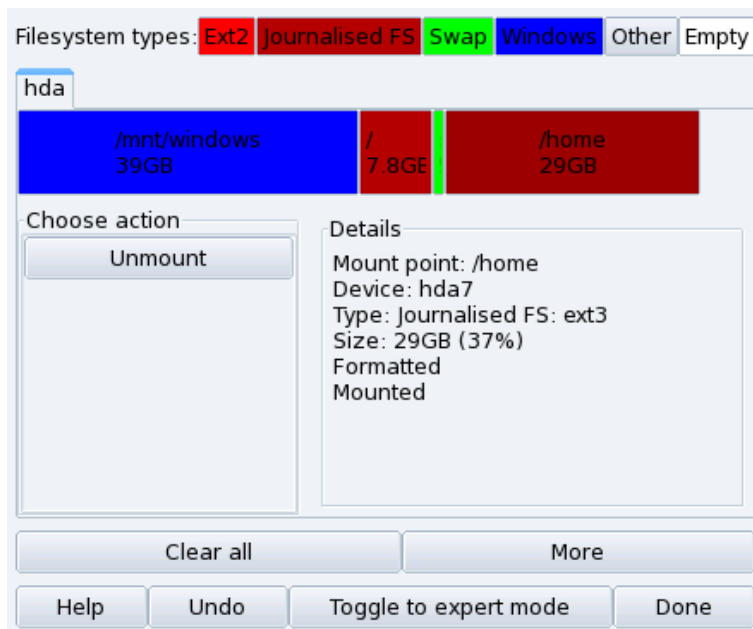 Filesystem types: Ext2 Journalised FS Swap Windows Other Empty
hda
/mnt/windows
39GB
/
7.8GB
/home
29GB
Choose action
Unmount
Details
Mount point: /home
Device: hda7
Type: Journalised FS: ext3
Size: 29GB (37%)
Formatted
Mounted
Clear all
More
Help
Undo
Toggle to expert mode
Done